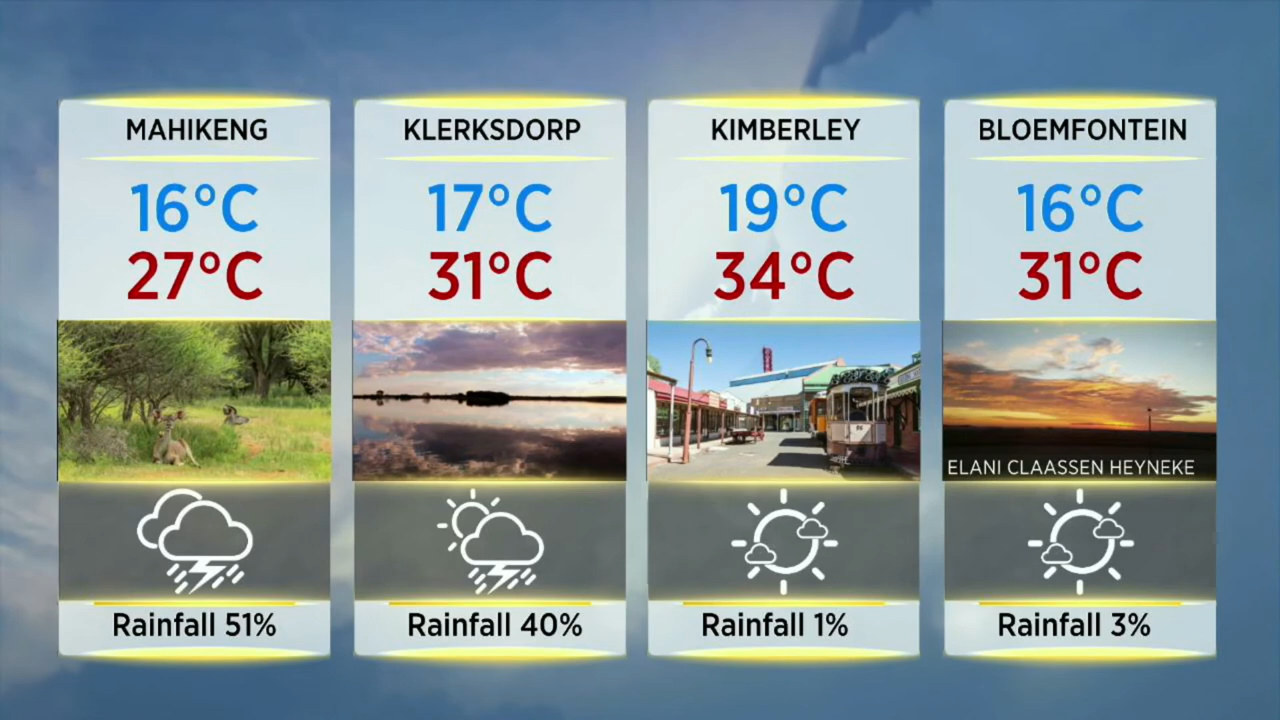 MAHIKENG
16°C
27°C
Rainfall 51%
KLERKSDORP
17°C
31°C
Rainfall 40%
KIMBERLEY
19°C
34°C
Rainfall 1%
BLOEMFONTEIN
16°C
31°C
ELANI CLAASSEN HEYNEKE
Rainfall 3%